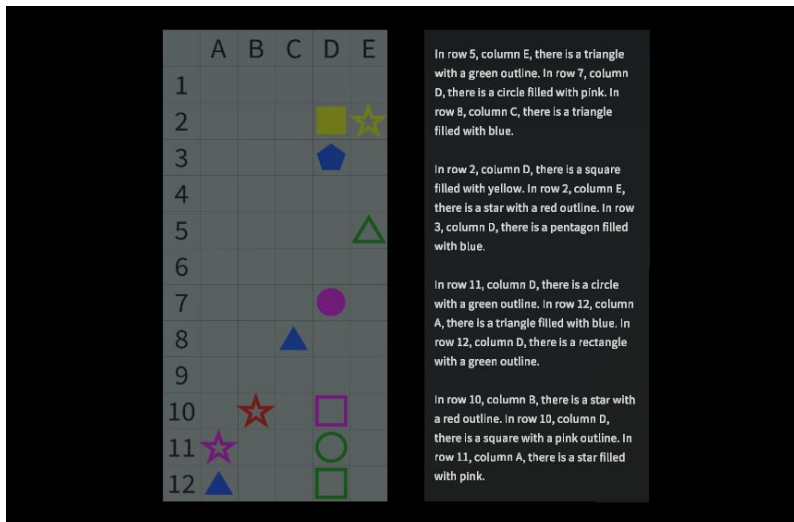 A B C D E
1
2
3
4
5
6
7
8
9
10
11
12
In row 5, column E, there is a triangle
with a green outline. In row 7, column
D, there is a circle filled with pink. In
row 8, column C, there is a triangle
filled with blue.
In row 2, column D, there is a square
filled with yellow. In row 2, column E,
there is a star with a red outline. In row
3, column D, there is a pentagon filled
with blue.
In row 11, column D, there is a circle
with a green outline. In row 12, column
A, there is a triangle filled with blue. In
row 12, column D, there is a rectangle
with a green outline.
In row 10, column B, there is a star with
a red outline. In row 10, column D,
there is a square with a pink outline. In
row 11, column A, there is a star filled
with pink.